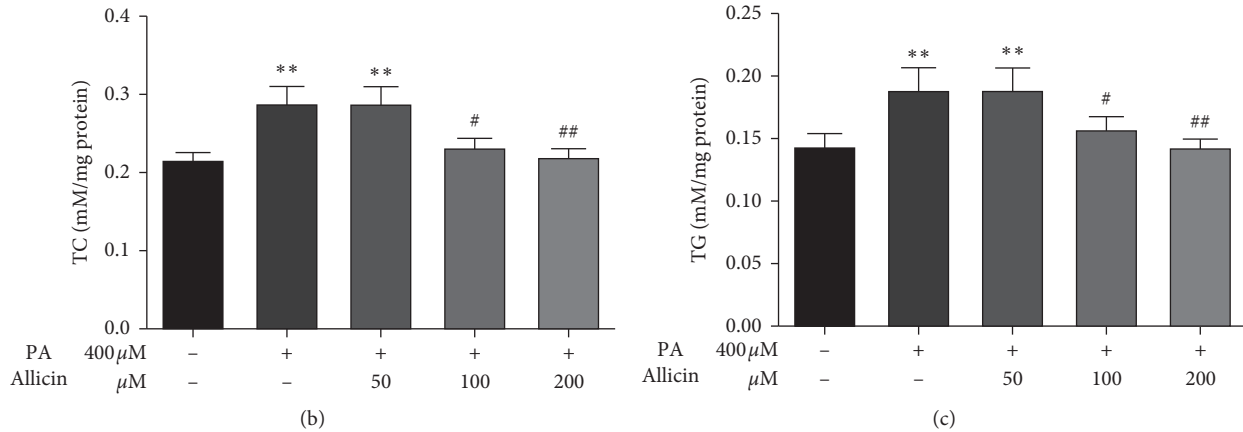 TC (mM/mg protein)
0.4
0.3
0.2
0.1
0.0
** ** # ##
PA 400 μM – + + + +
Allicin μM – – 50 100 200
(b)
TG (mM/mg protein)
0.25
0.20
0.15
0.10
0.05
0.00
** ** # ##
PA 400 μM – + + + +
Allicin μM – – 50 100 200
(c)